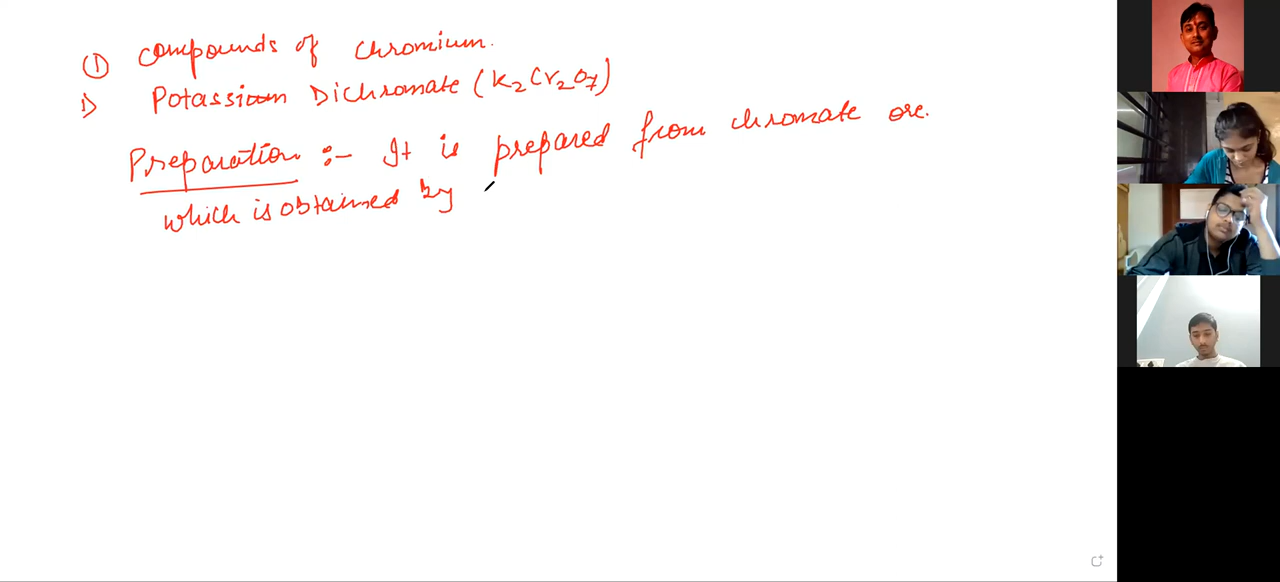 ① Compounds of Chromium.
1) Potassium Dichromate (K2Cr2O7)
Preparation :- It is prepared from chromate ore.
which is obtained by